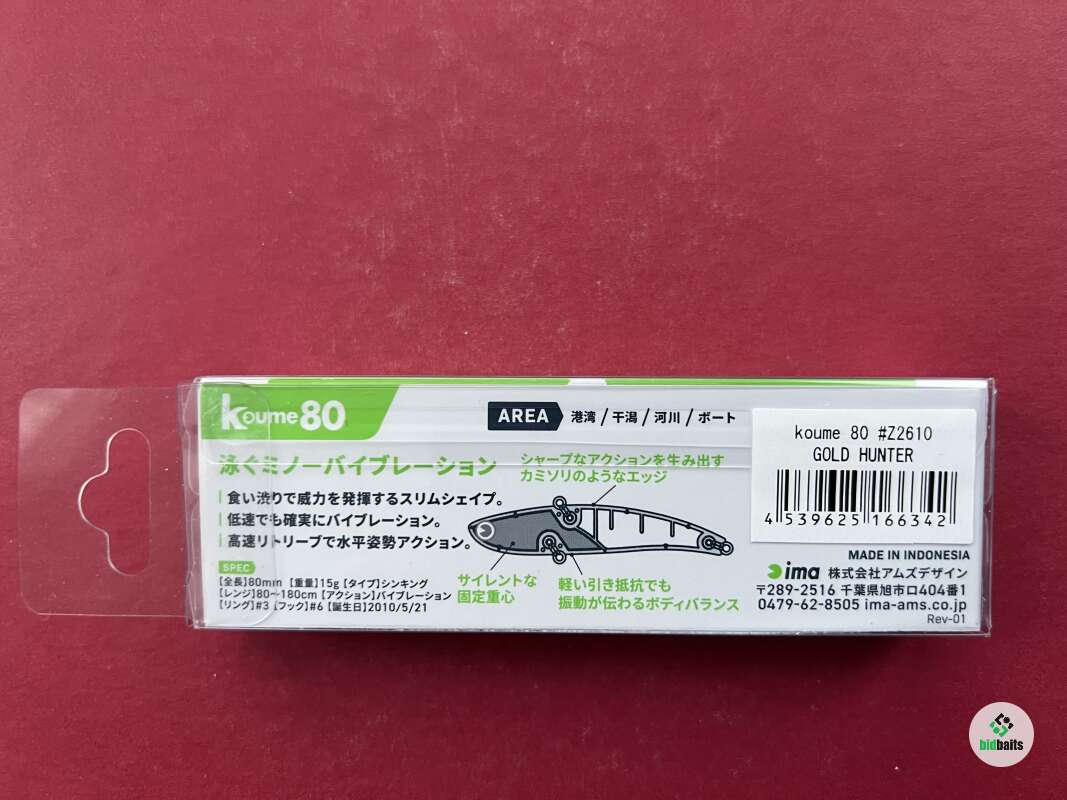 koume80
AREA 港湾 / 干潟 / 河川 / ボート
泳ぐミノーバイブレーション
食い渋りで威力を発揮するスリムシェイプ。
低速でも確実にバイブレーション。
高速リトリーブで水平姿勢アクション。
SPEC
【全長】80mm 【重量】15g 【タイプ】シンキング
【レンジ】80〜180cm 【アクション】バイブレーション
【リング】#3 【フック】#6 【誕生日】2010/5/21
シャープなアクションを生み出す
カミソリのようなエッジ
サイレントな
固定重心
軽い引き抵抗でも
振動が伝わるボディバランス
koume 80 #Z2610
GOLD HUNTER
4 539625 166342
MADE IN INDONESIA
ima 株式会社アムズデザイン
〒289-2516 千葉県旭市ロ404番1
0479-62-8505 ima-ams.co.jp
Rev-01
bidbaits